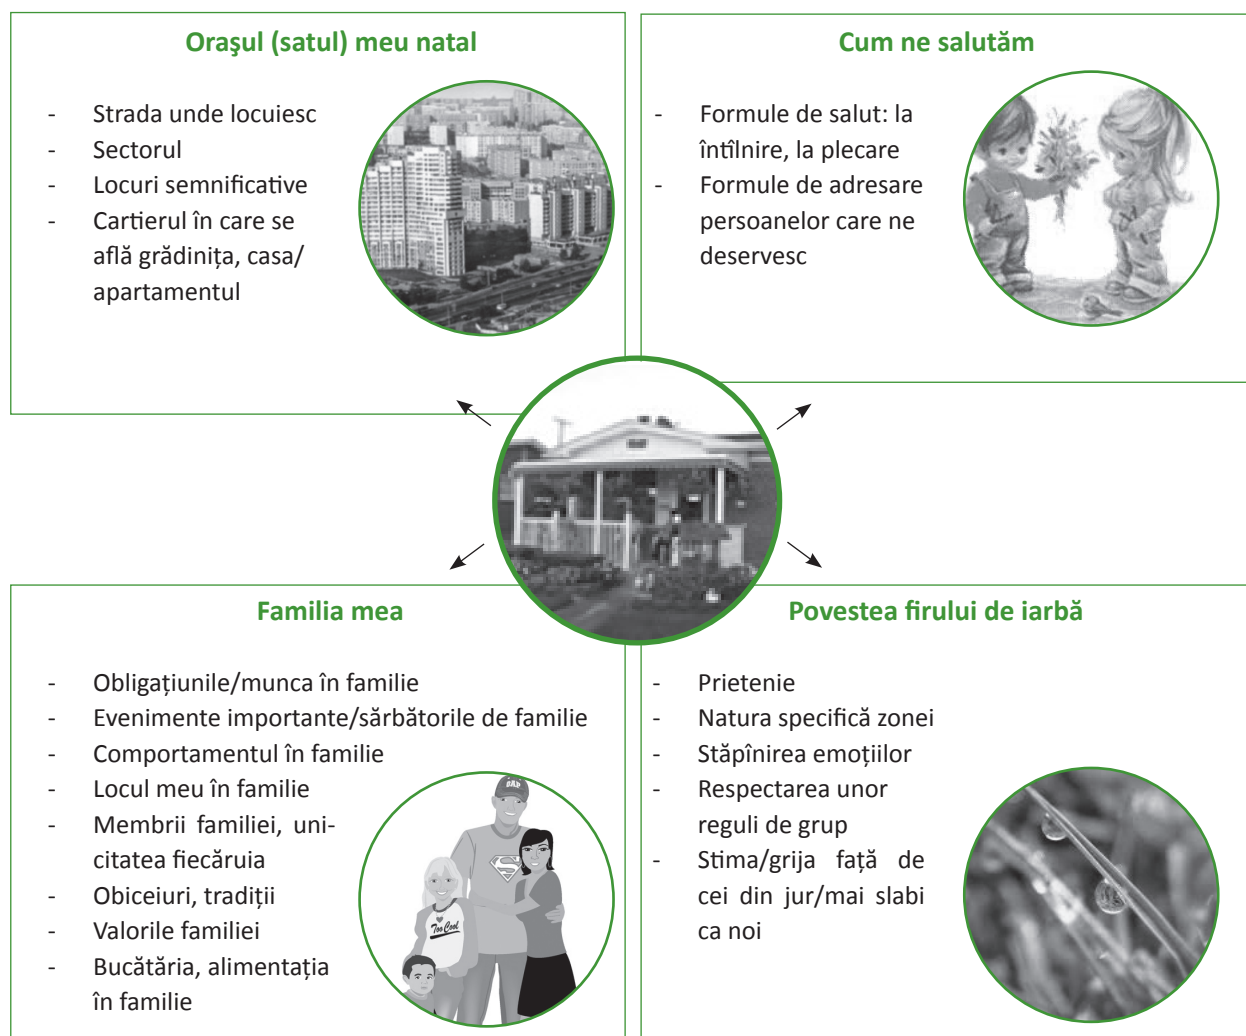 Oraşul (satul) meu natal
- Strada unde locuiesc
- Sectorul
- Locuri semnificative
- Cartierul în care se
află grădinița, casa/
apartamentul
Cum ne salutăm
- Formule de salut: la
întîlnire, la plecare
- Formule de adresare
persoanelor care ne
deservesc
Familia mea
- Obligațiunile/munca în familie
- Evenimente importante/sărbătorile de familie
- Comportamentul în familie
- Locul meu în familie
- Membrii familiei, uni-
citatea fiecăruia
- Obiceiuri, tradiții
- Valorile familiei
- Bucătăria, alimentația
în familie
GAP
S
Too Cool
Povestea firului de iarbă
- Prietenie
- Natura specifică zonei
- Stăpînirea emoțiilor
- Respectarea unor
reguli de grup
- Stima/grija față de
cei din jur/mai slabi
ca noi